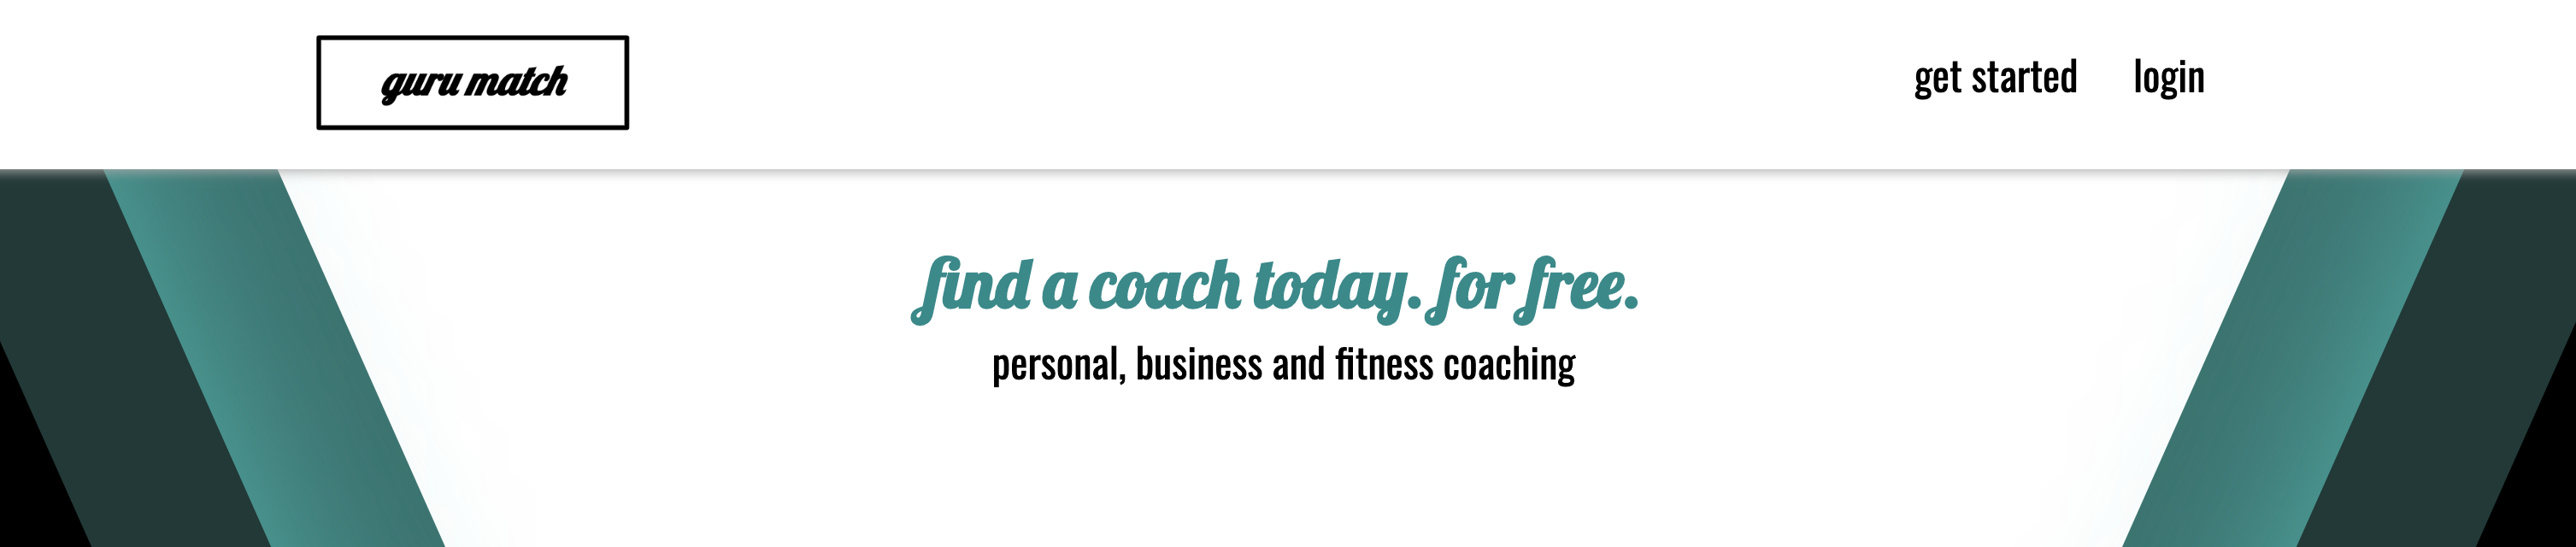 guru match
get started
login
find a coach today. for free.
personal, business and fitness coaching